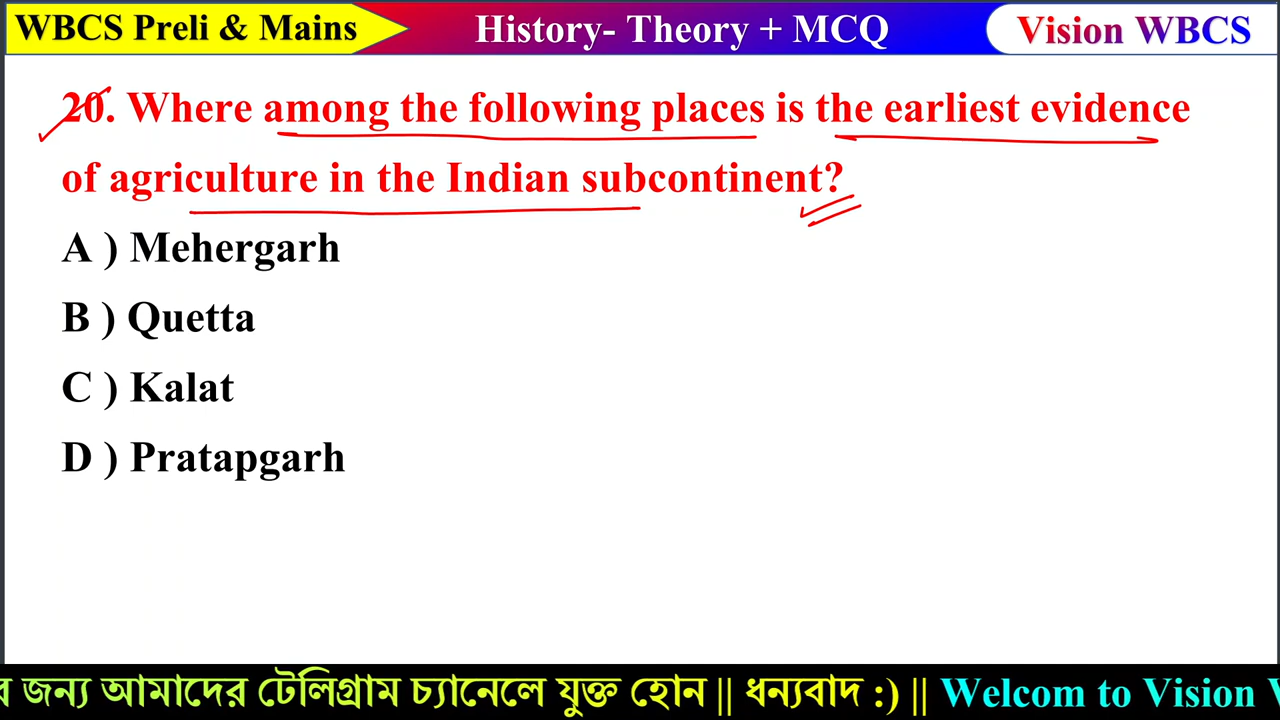 WBCS Preli & Mains
History- Theory + MCQ
Vision WBCS
20. Where among the following places is the earliest evidence
of agriculture in the Indian subcontinent?
A ) Mehergarh
B ) Quetta
C ) Kalat
D ) Pratapgarh
জন্য আমাদের টেলিগ্রাম চ্যানেলে যুক্ত হোন || ধন্যবাদ :) || Welcom to Vision